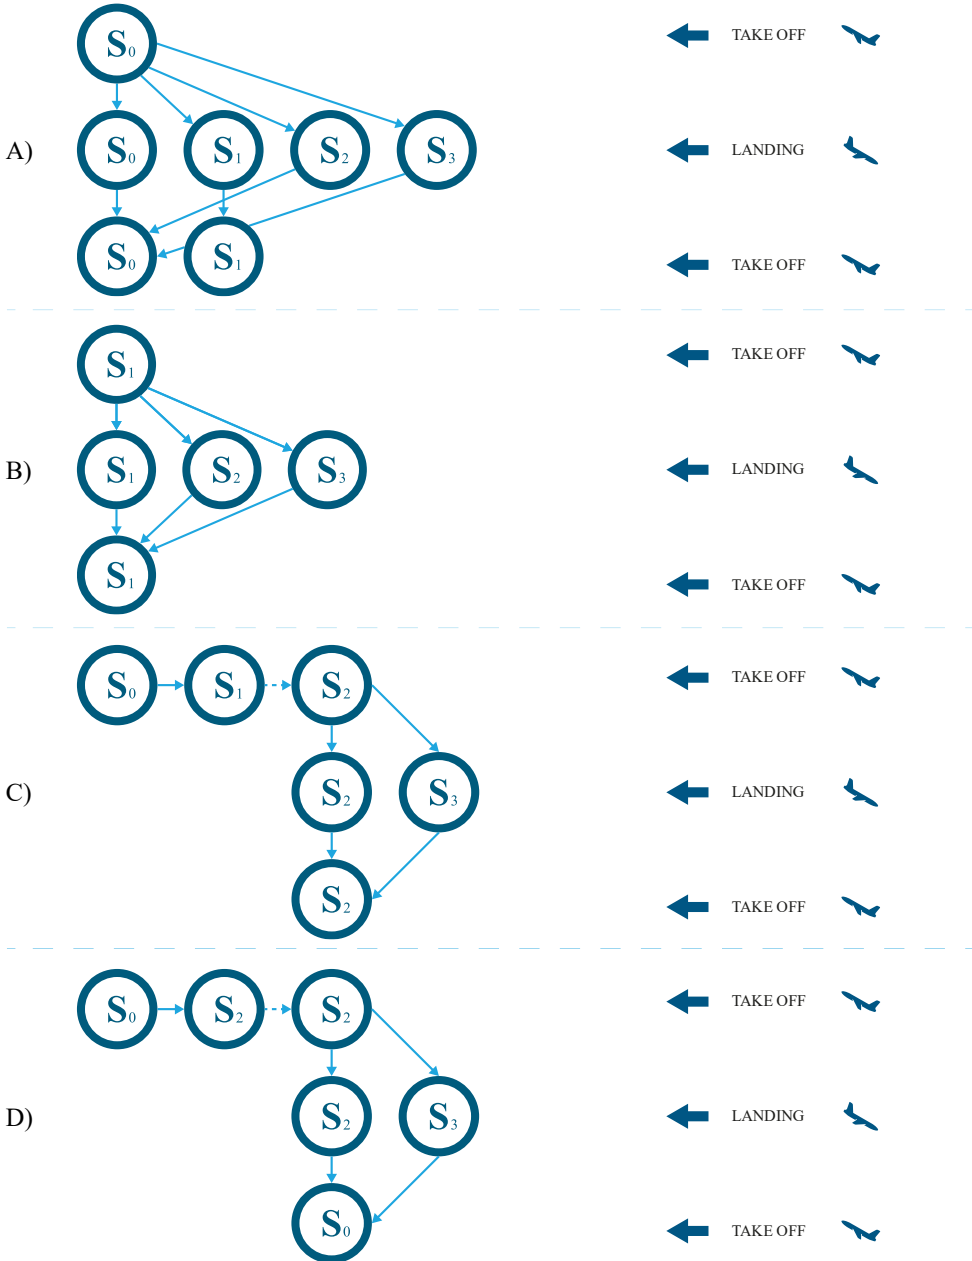 S0 TAKE OFF
A) S0 S1 S2 S3 LANDING
S0 S1 TAKE OFF
S1 TAKE OFF
B) S1 S2 S3 LANDING
S1 TAKE OFF
S0 S1 S2 TAKE OFF
C) S2 S3 LANDING
S2 TAKE OFF
S0 S2 S2 TAKE OFF
D) S2 S3 LANDING
S0 TAKE OFF